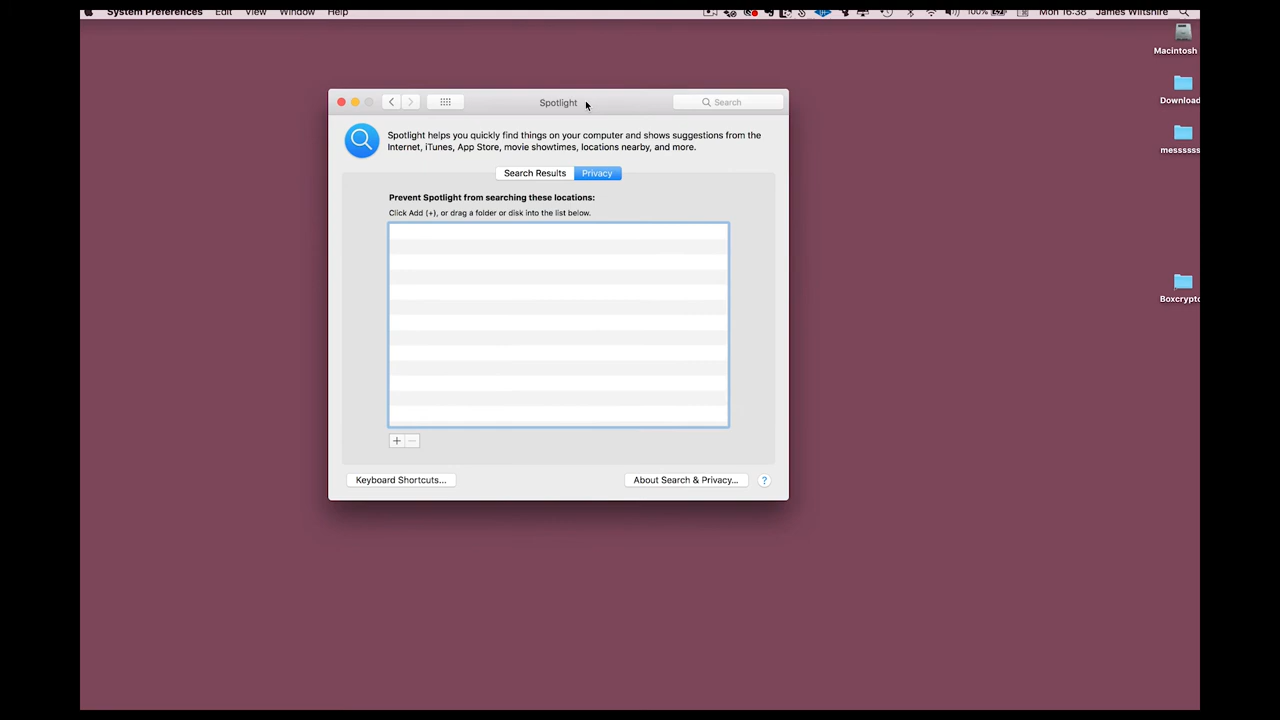 System Preferences Edit View Window Help 100% Mon 16:38 James Wiltshire
Macintosh
Download
messssss
Boxcrypto
Spotlight
Search
Spotlight helps you quickly find things on your computer and shows suggestions from the
Internet, iTunes, App Store, movie showtimes, locations nearby, and more.
Search Results Privacy
Prevent Spotlight from searching these locations:
Click Add (+), or drag a folder or disk into the list below.
+ −
Keyboard Shortcuts...
About Search & Privacy...
?